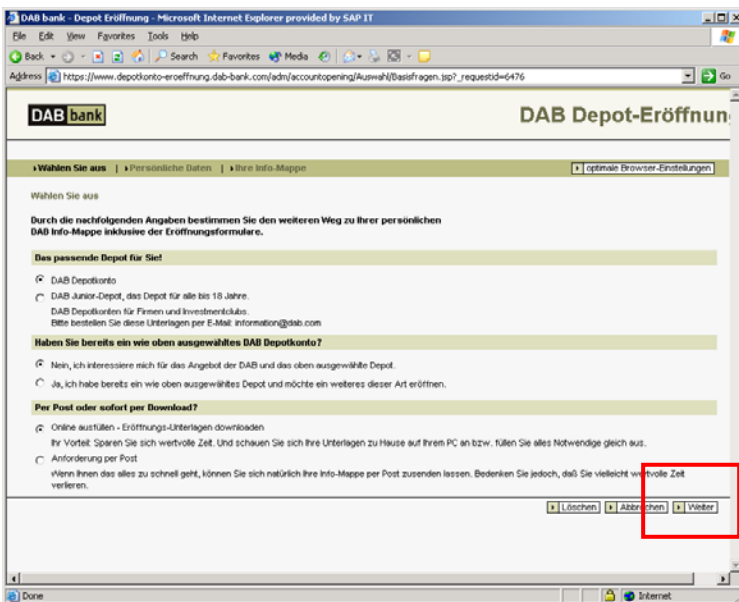 DAB bank - Depot Eröffnung - Microsoft Internet Explorer provided by SAP IT
File Edit View Favorites Tools Help
Back Search Favorites Media
Address https://www.depotkonto-eroeffnung.dab-bank.com/adm/accountopening/Auswahl/Basisfragen.jsp?_requestid=6476 Go
DAB bank DAB Depot-Eröffnun
Wählen Sie aus | Persönliche Daten | Ihre Info-Mappe optimale Browser-Einstellungen
Wählen Sie aus
Durch die nachfolgenden Angaben bestimmen Sie den weiteren Weg zu Ihrer persönlichen
DAB Info-Mappe inklusive der Eröffnungsformulare.
Das passende Depot für Sie!
DAB Depotkonto
DAB Junior-Depot, das Depot für alle bis 18 Jahre.
DAB Depotkonten für Firmen und Investmentclubs.
Bitte bestellen Sie diese Unterlagen per E-Mail: information@dab.com
Haben Sie bereits ein wie oben ausgewähltes DAB Depotkonto?
Nein, ich interessiere mich für das Angebot der DAB und das oben ausgewählte Depot.
Ja, ich habe bereits ein wie oben ausgewähltes Depot und möchte ein weiteres dieser Art eröffnen.
Per Post oder sofort per Download?
Online ausfüllen - Eröffnungs-Unterlagen downloaden
Ihr Vorteil: Sparen Sie sich wertvolle Zeit. Und schauen Sie sich Ihre Unterlagen zu Hause auf Ihrem PC an bzw. füllen Sie alles Notwendige gleich aus.
Anforderung per Post
Wenn Ihnen das alles zu schnell geht, können Sie sich natürlich Ihre Info-Mappe per Post zusenden lassen. Bedenken Sie jedoch, daß Sie vielleicht wertvolle Zeit
verlieren.
Löschen Abbrechen Weiter
Done Internet